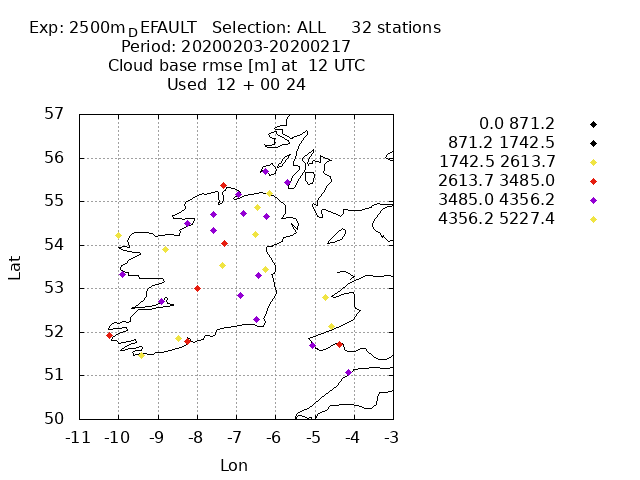 Exp: 2500mDEFAULT Selection: ALL 32 stations
Period: 20200203-20200217
Cloud base rmse [m] at 12 UTC
Used 12 + 00 24
0.0 871.2
871.2 1742.5
1742.5 2613.7
2613.7 3485.0
3485.0 4356.2
4356.2 5227.4
57
56
55
54
53
52
51
50
Lat
-11 -10 -9 -8 -7 -6 -5 -4 -3
Lon